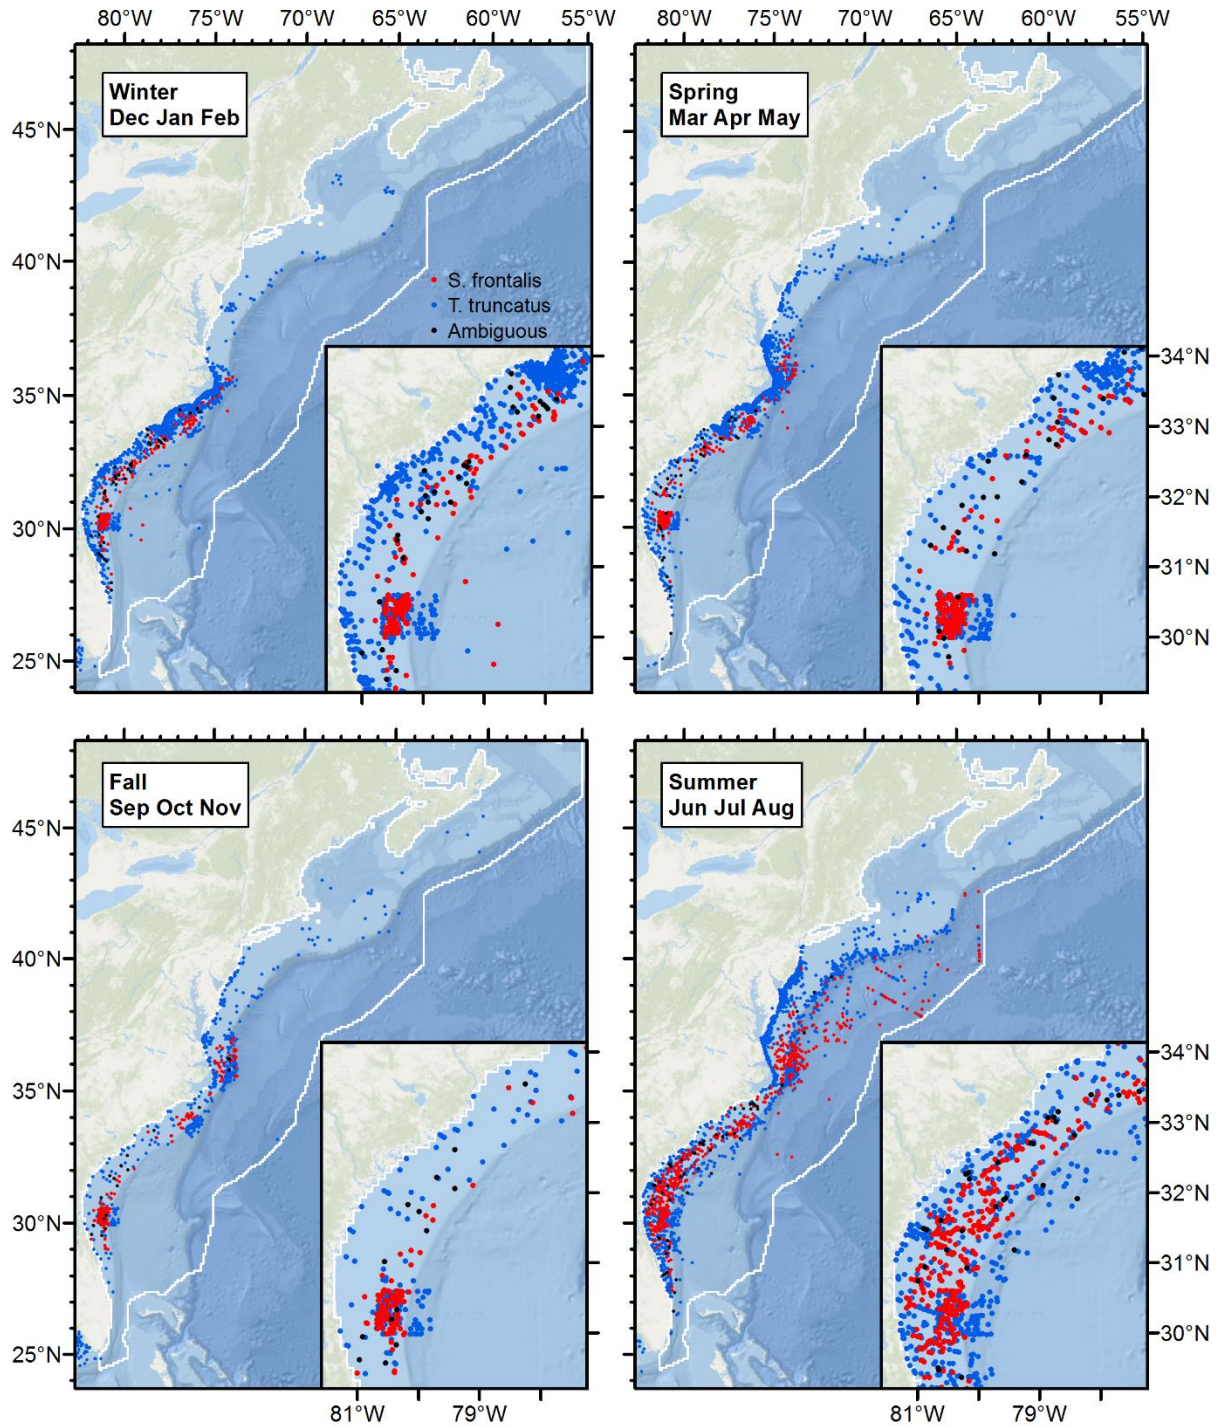 80°W 75°W 70°W 65°W 60°W 55°W 80°W 75°W 70°W 65°W 60°W 55°W
Winter
Dec Jan Feb
Spring
Mar Apr May
45°N
40°N
S. frontalis
T. truncatus
Ambiguous
35°N
34°N
33°N
32°N
31°N
30°N
30°N
25°N
Fall
Sep Oct Nov
Summer
Jun Jul Aug
45°N
40°N
35°N
34°N
33°N
32°N
31°N
30°N
30°N
25°N
81°W 79°W 81°W 79°W